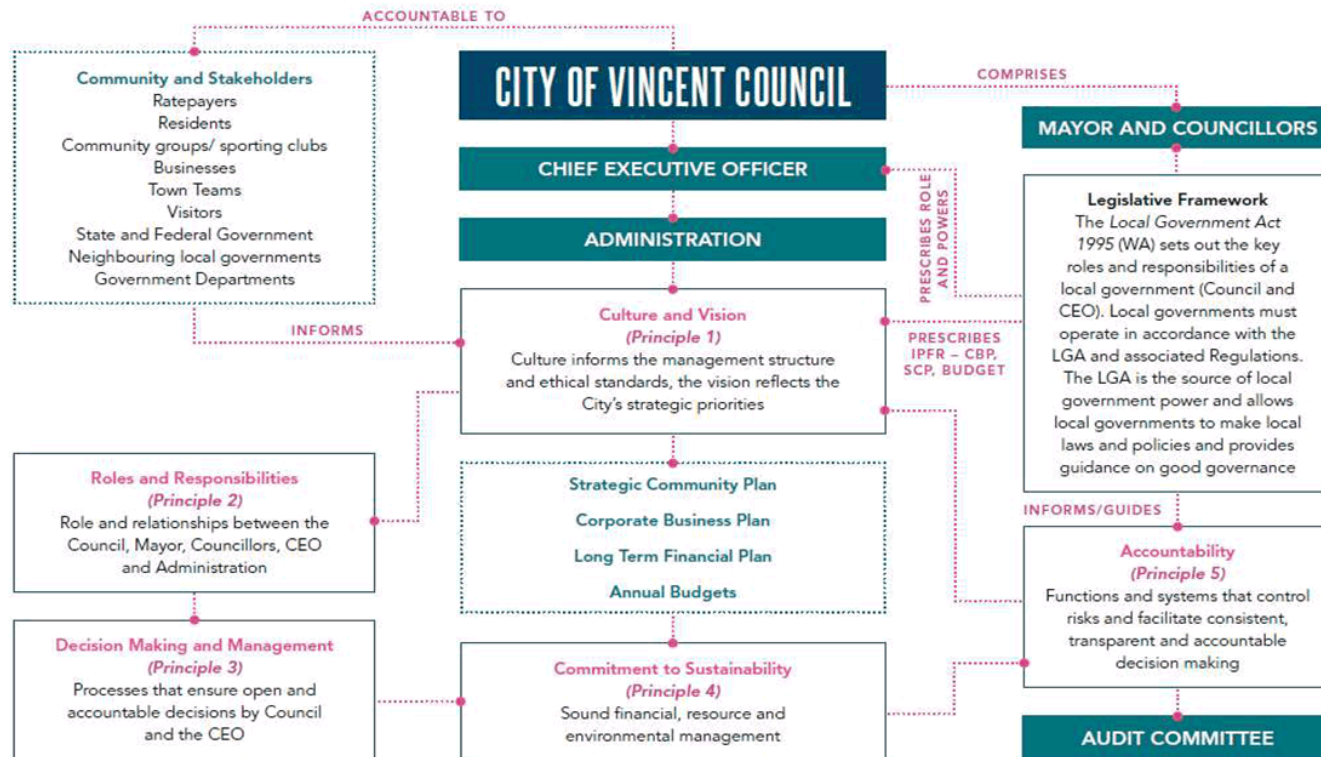 ACCOUNTABLE TO
Community and Stakeholders
Ratepayers
Residents
Community groups/ sporting clubs
Businesses
Town Teams
Visitors
State and Federal Government
Neighbouring local governments
Government Departments
CITY OF VINCENT COUNCIL
COMPRISES
MAYOR AND COUNCILLORS
CHIEF EXECUTIVE OFFICER
ADMINISTRATION
PRESCRIBES ROLE
AND POWERS
Legislative Framework
The Local Government Act
1995 (WA) sets out the key
roles and responsibilities of a
local government (Council and
CEO). Local governments must
operate in accordance with the
LGA and associated Regulations.
The LGA is the source of local
government power and allows
local governments to make local
laws and policies and provides
guidance on good governance
INFORMS
Culture and Vision
(Principle 1)
Culture informs the management structure
and ethical standards, the vision reflects the
City's strategic priorities
PRESCRIBES
IPFR – CBP,
SCP, BUDGET
Roles and Responsibilities
(Principle 2)
Role and relationships between the
Council, Mayor, Councillors, CEO
and Administration
Strategic Community Plan
Corporate Business Plan
Long Term Financial Plan
Annual Budgets
INFORMS/GUIDES
Accountability
(Principle 5)
Functions and systems that control
risks and facilitate consistent,
transparent and accountable
decision making
Decision Making and Management
(Principle 3)
Processes that ensure open and
accountable decisions by Council
and the CEO
Commitment to Sustainability
(Principle 4)
Sound financial, resource and
environmental management
AUDIT COMMITTEE